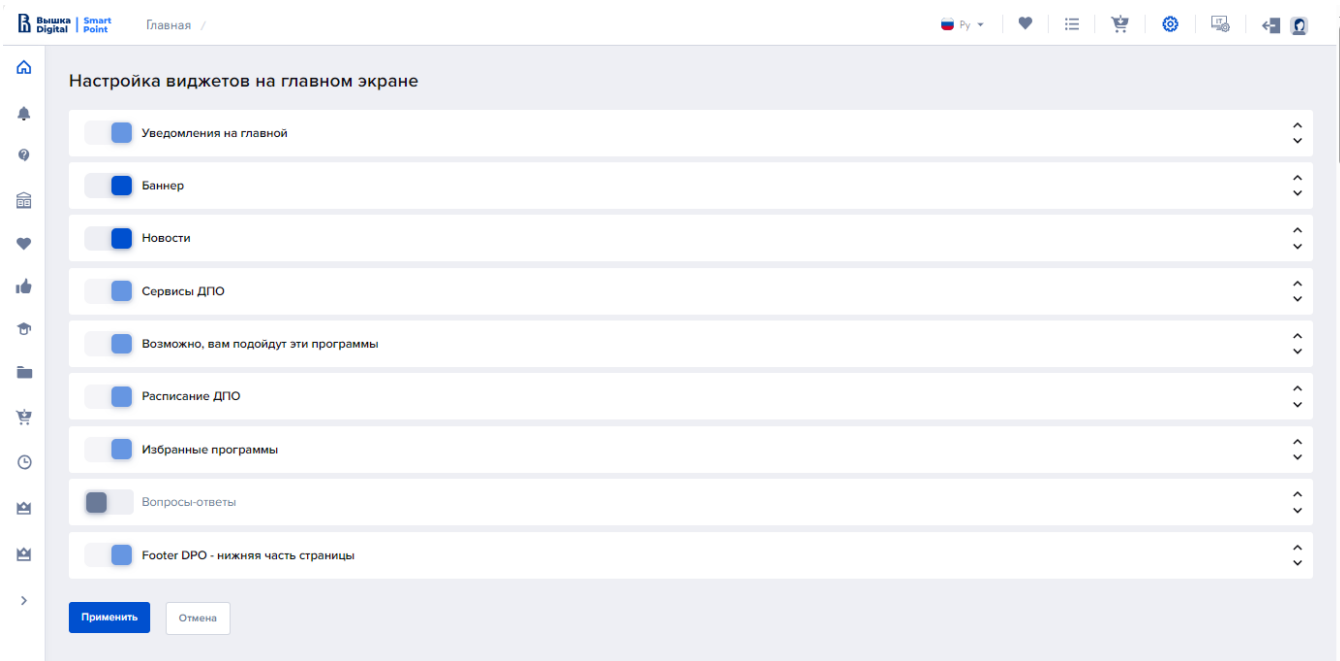 Вышка Digital | Smart Point
Главная /
Ру
Настройка виджетов на главном экране
Уведомления на главной
Баннер
Новости
Сервисы ДПО
Возможно, вам подойдут эти программы
Расписание ДПО
Избранные программы
Вопросы-ответы
Footer DPO - нижняя часть страницы
Применить
Отмена